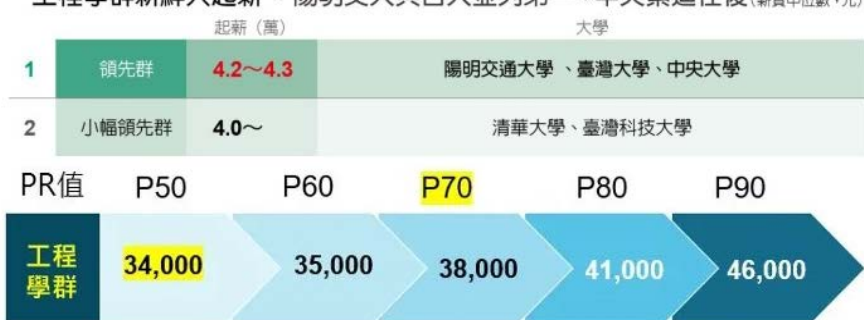 起薪（萬） 大學
1 領先群 4.2～4.3 陽明交通大學 、臺灣大學、中央大學
2 小幅領先群 4.0～ 清華大學、臺灣科技大學
PR值 P50 P60 P70 P80 P90
工程學群 34,000 35,000 38,000 41,000 46,000